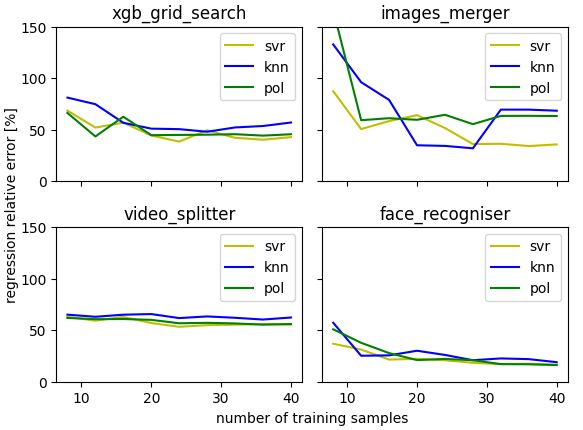 xgb_grid_search
images_merger
150
100
50
0
svr
knn
pol
svr
knn
pol
regression relative error [%]
video_splitter
face_recogniser
150
100
50
0
svr
knn
pol
svr
knn
pol
10 20 30 40
10 20 30 40
number of training samples